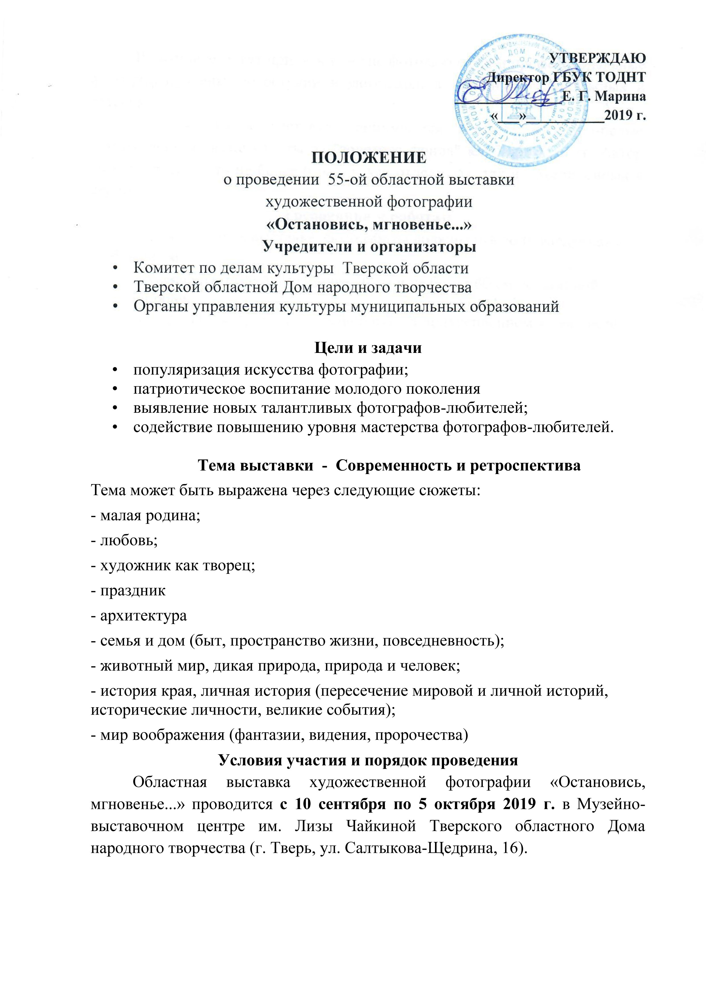 УТВЕРЖДАЮ
Директор ГБУК ТОДНТ
Е. Г. Марина
«___»___________2019 г.
ПОЛОЖЕНИЕ
о проведении 55-ой областной выставки
художественной фотографии
«Остановись, мгновенье...»
Учредители и организаторы
• Комитет по делам культуры Тверской области
• Тверской областной Дом народного творчества
• Органы управления культуры муниципальных образований
Цели и задачи
• популяризация искусства фотографии;
• патриотическое воспитание молодого поколения
• выявление новых талантливых фотографов-любителей;
• содействие повышению уровня мастерства фотографов-любителей.
Тема выставки - Современность и ретроспектива
Тема может быть выражена через следующие сюжеты:
- малая родина;
- любовь;
- художник как творец;
- праздник
- архитектура
- семья и дом (быт, пространство жизни, повседневность);
- животный мир, дикая природа, природа и человек;
- история края, личная история (пересечение мировой и личной историй,
исторические личности, великие события);
- мир воображения (фантазии, видения, пророчества)
Условия участия и порядок проведения
Областная выставка художественной фотографии «Остановись,
мгновенье...» проводится с 10 сентября по 5 октября 2019 г. в Музейно-
выставочном центре им. Лизы Чайкиной Тверского областного Дома
народного творчества (г. Тверь, ул. Салтыкова-Щедрина, 16).